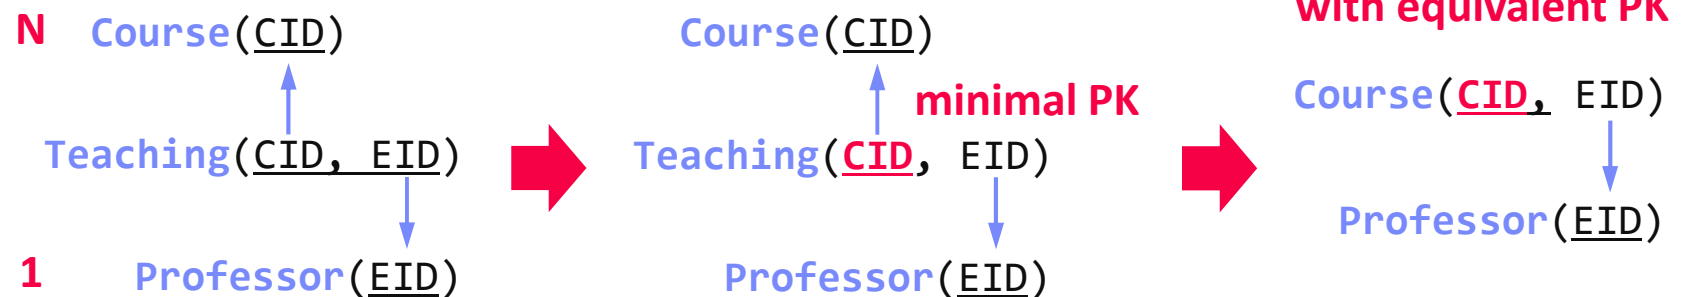 N Course(CID)
Teaching(CID, EID)
1 Professor(EID)
Course(CID)
minimal PK
Teaching(CID, EID)
Professor(EID)
with equivalent PK
Course(CID, EID)
Professor(EID)